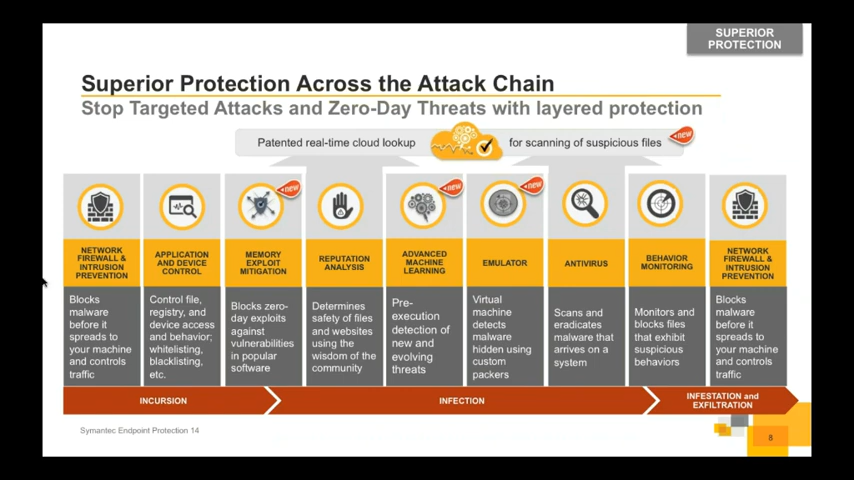 SUPERIOR
PROTECTION
Superior Protection Across the Attack Chain
Stop Targeted Attacks and Zero-Day Threats with layered protection
Patented real-time cloud lookup
for scanning of suspicious files
new
new
new
new
NETWORK
FIREWALL &
INTRUSION
PREVENTION
Blocks
malware
before it
spreads to
your machine
and controls
traffic
APPLICATION
AND DEVICE
CONTROL
Control file,
registry, and
device access
and behavior;
whitelisting,
blacklisting,
etc.
MEMORY
EXPLOIT
MITIGATION
Blocks zero-
day exploits
against
vulnerabilities
in popular
software
REPUTATION
ANALYSIS
Determines
safety of files
and websites
using the
wisdom of the
community
ADVANCED
MACHINE
LEARNING
Pre-
execution
detection of
new and
evolving
threats
EMULATOR
Virtual
machine
detects
malware
hidden using
custom
packers
ANTIVIRUS
Scans and
eradicates
malware that
arrives on a
system
BEHAVIOR
MONITORING
Monitors and
blocks files
that exhibit
suspicious
behaviors
NETWORK
FIREWALL &
INTRUSION
PREVENTION
Blocks
malware
before it
spreads to
your machine
and controls
traffic
INCURSION
INFECTION
INFESTATION and
EXFILTRATION
Symantec Endpoint Protection 14
8